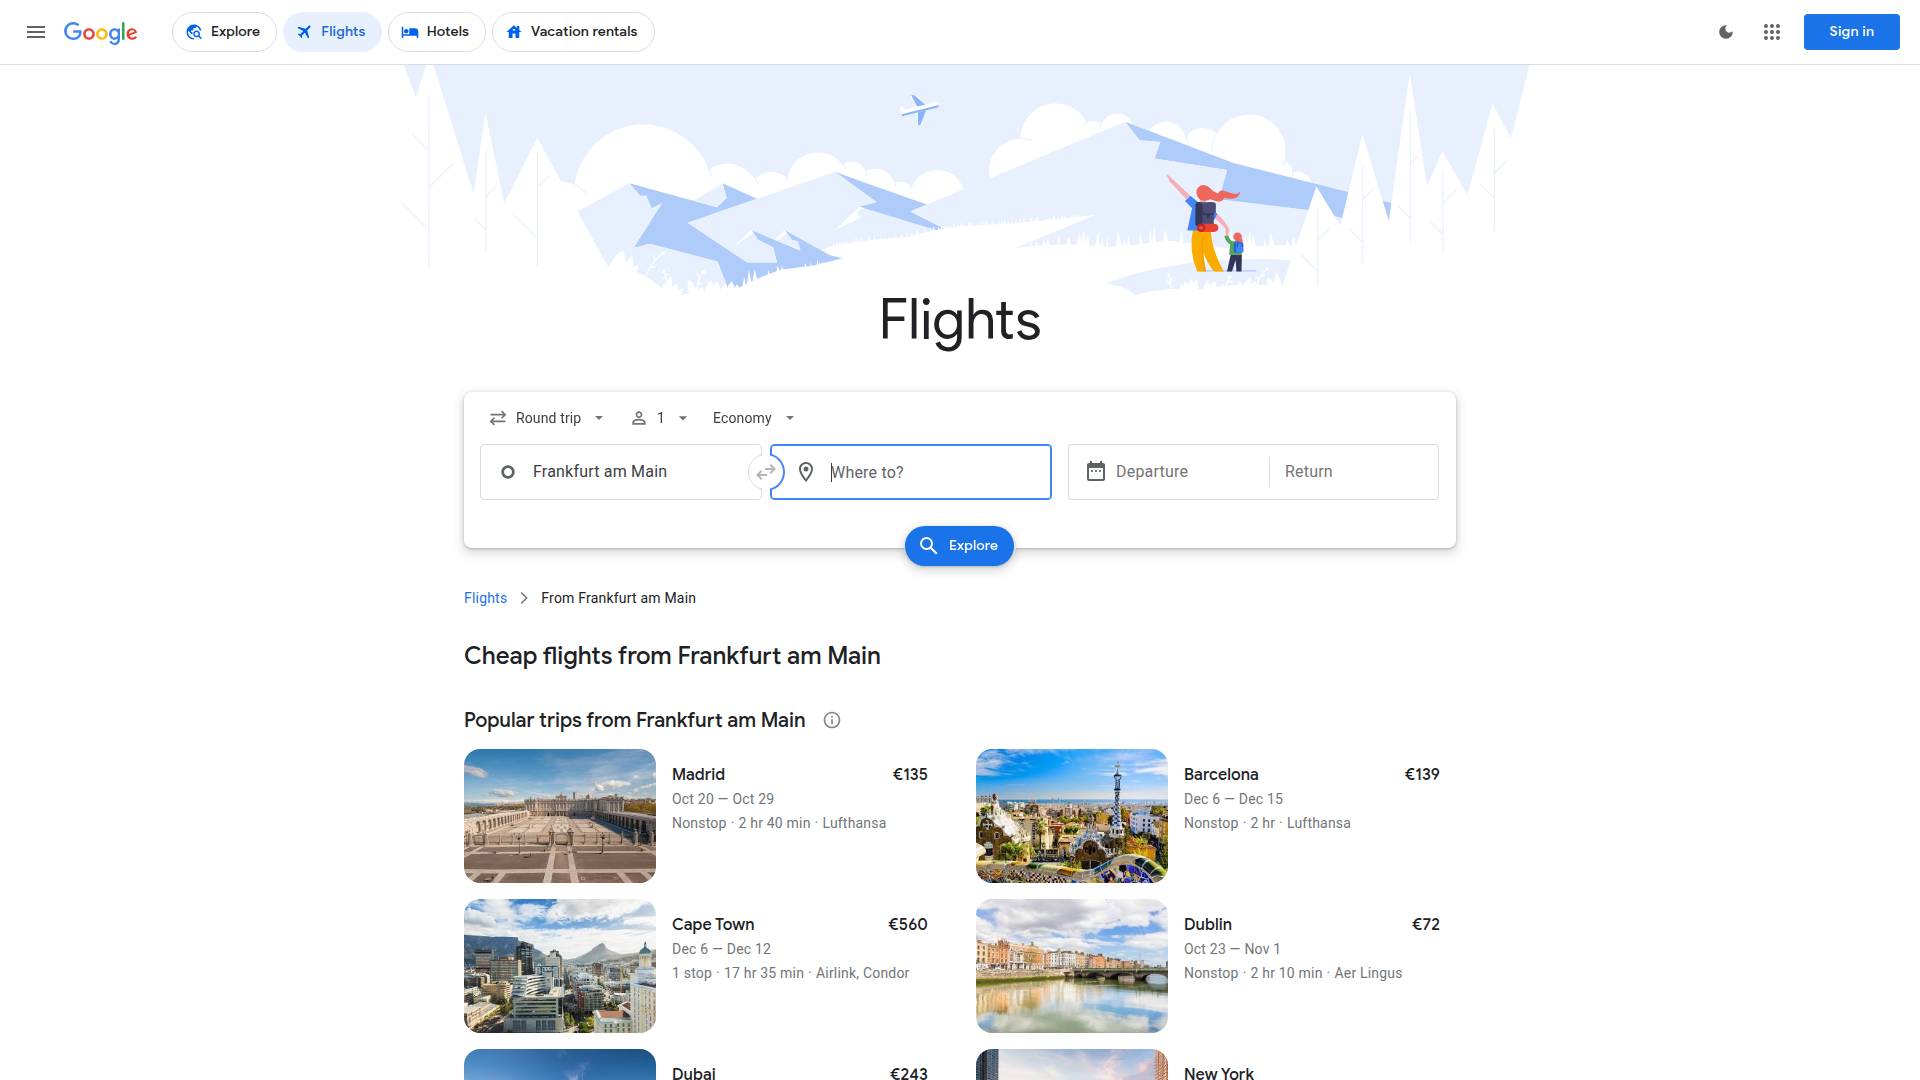 Google
Explore
Flights
Hotels
Vacation rentals
Sign in
Flights
Round trip
1
Economy
Frankfurt am Main
Where to?
Departure
Return
Explore
Flights
From Frankfurt am Main
Cheap flights from Frankfurt am Main
Popular trips from Frankfurt am Main
Madrid €135
Oct 20 — Oct 29
Nonstop · 2 hr 40 min · Lufthansa
Barcelona €139
Dec 6 — Dec 15
Nonstop · 2 hr · Lufthansa
Cape Town €560
Dec 6 — Dec 12
1 stop · 17 hr 35 min · Airlink, Condor
Dublin €72
Oct 23 — Nov 1
Nonstop · 2 hr 10 min · Aer Lingus
Dubai €243
New York